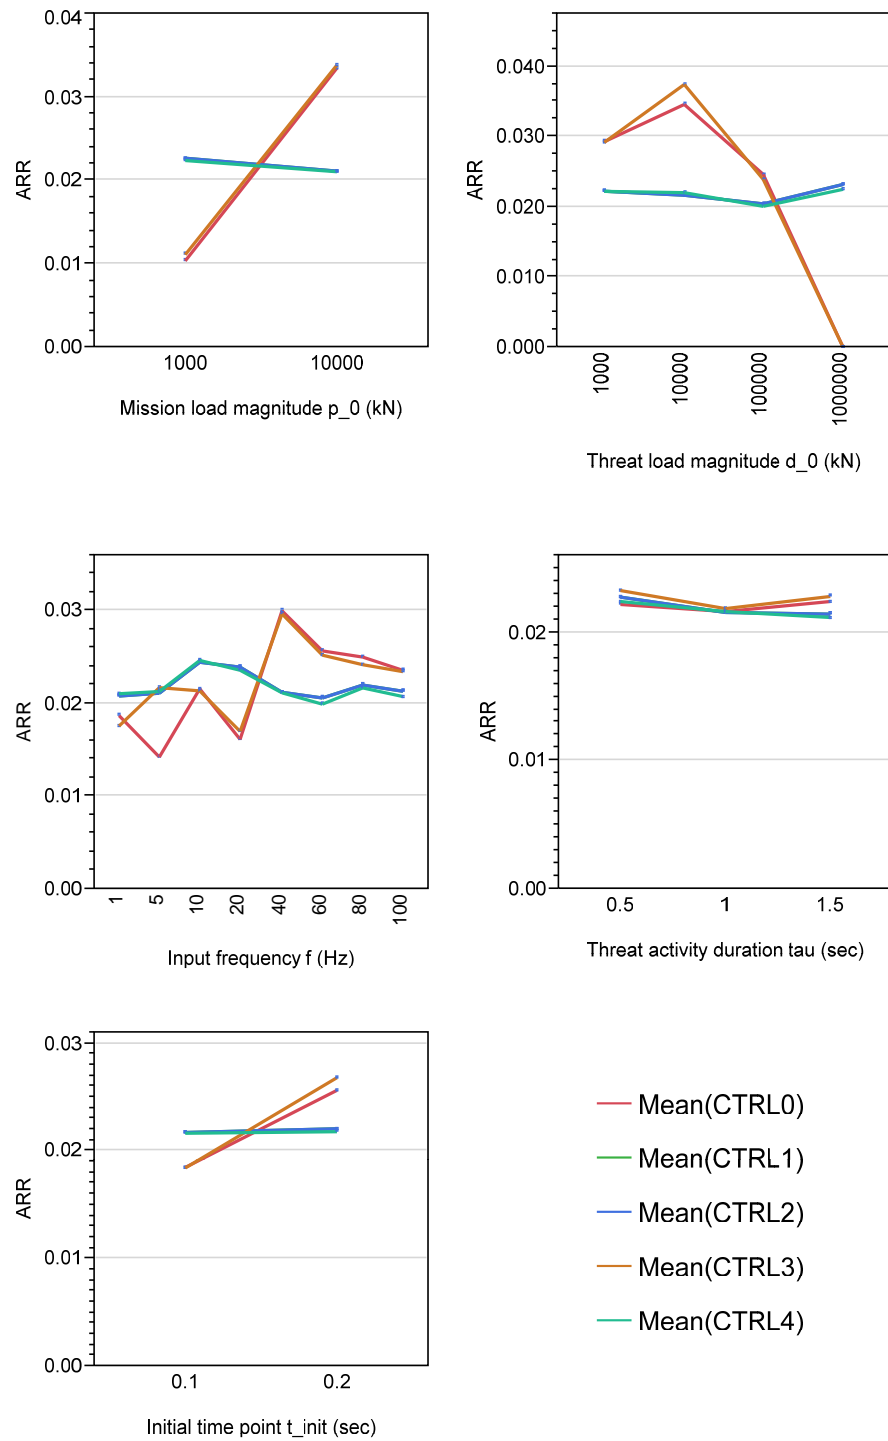 0.04
0.03
0.02
0.01
0.00
ARR
1000 10000
Mission load magnitude p_0 (kN)
0.040
0.030
0.020
0.010
0.000
ARR
1000 10000 100000 1000000
Threat load magnitude d_0 (kN)
0.03
0.02
0.01
0.00
ARR
1 5 10 20 40 60 80 100
Input frequency f (Hz)
0.02
0.01
0.00
ARR
0.5 1 1.5
Threat activity duration tau (sec)
0.03
0.02
0.01
0.00
ARR
0.1 0.2
Initial time point t_init (sec)
Mean(CTRL0)
Mean(CTRL1)
Mean(CTRL2)
Mean(CTRL3)
Mean(CTRL4)